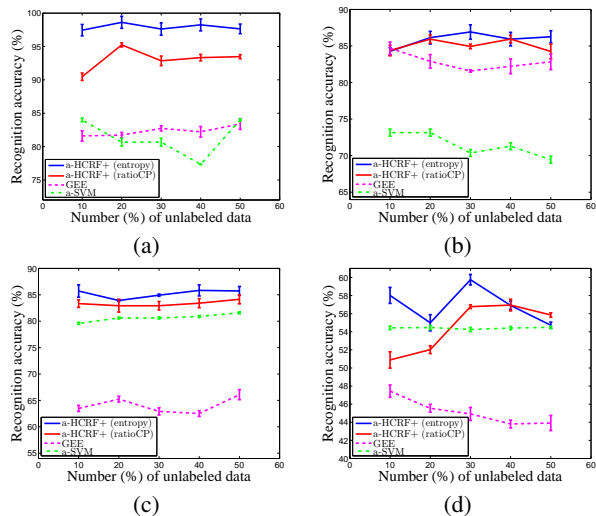 100
95
90
85
80
75
0 10 20 30 40 50 60
Recognition accuracy (%)
Number (%) of unlabeled data
a-HCRF+ (entropy)
a-HCRF+ (ratioCP)
GEE
a-SVM
(a)
90
85
80
75
70
65
0 10 20 30 40 50 60
Recognition accuracy (%)
Number (%) of unlabeled data
a-HCRF+ (entropy)
a-HCRF+ (ratioCP)
GEE
a-SVM
(b)
90
85
80
75
70
65
60
55
0 10 20 30 40 50 60
Recognition accuracy (%)
Number (%) of unlabeled data
a-HCRF+ (entropy)
a-HCRF+ (ratioCP)
GEE
a-SVM
(c)
60
58
56
54
52
50
48
46
44
42
40
0 10 20 30 40 50 60
Recognition accuracy (%)
Number (%) of unlabeled data
a-HCRF+ (entropy)
a-HCRF+ (ratioCP)
GEE
a-SVM
(d)